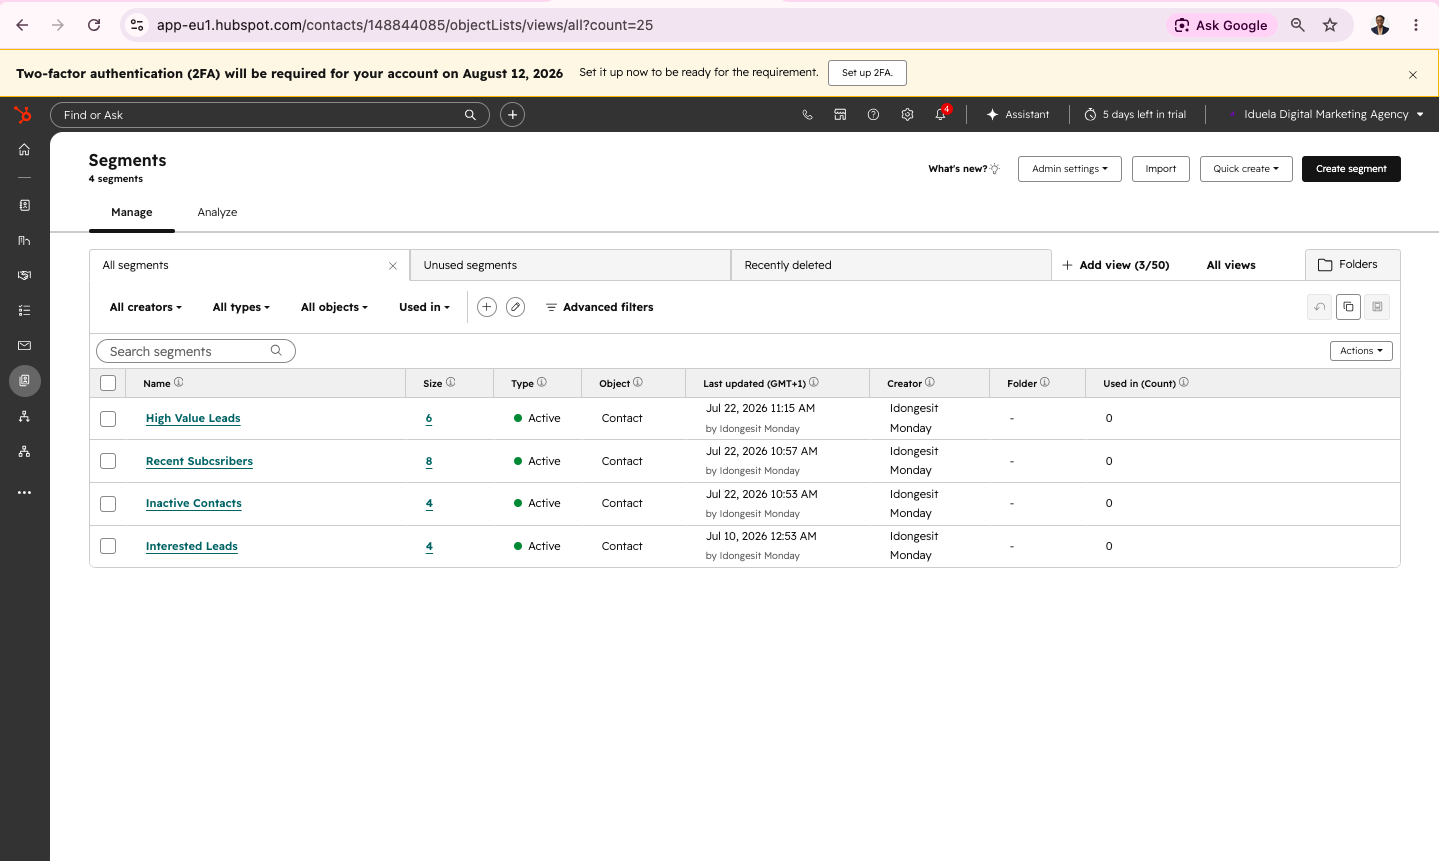 app-eu1.hubspot.com/contacts/148844085/objectLists/views/all?count=25
Ask Google
Two-factor authentication (2FA) will be required for your account on August 12, 2026 Set it up now to be ready for the requirement. Set up 2FA.
Find or Ask
4
Assistant
5 days left in trial
Iduela Digital Marketing Agency
Segments
4 segments
What's new?
Admin settings
Import
Quick create
Create segment
Manage Analyze
All segments Unused segments Recently deleted Add view (3/50) All views Folders
All creators All types All objects Used in Advanced filters
Search segments Actions
Name Size Type Object Last updated (GMT+1) Creator Folder Used in (Count)
High Value Leads 6 Active Contact Jul 22, 2026 11:15 AM by Idongesit Monday Idongesit Monday - 0
Recent Subcsribers 8 Active Contact Jul 22, 2026 10:57 AM by Idongesit Monday Idongesit Monday - 0
Inactive Contacts 4 Active Contact Jul 22, 2026 10:53 AM by Idongesit Monday Idongesit Monday - 0
Interested Leads 4 Active Contact Jul 10, 2026 12:53 AM by Idongesit Monday Idongesit Monday - 0